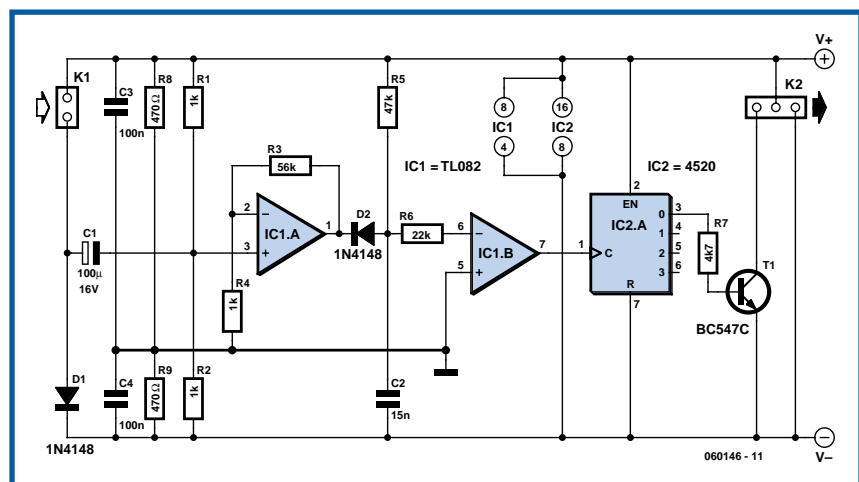 V+
K1
K2
C3
100n
R8
470Ω
R1
1k
R5
47k
8
16
IC1
IC2
4
8
IC1 = TL082
IC2 = 4520
R3
56k
2
−
IC1.A
1
3
+
D2
1N4148
R6
22k
6
−
IC1.B
7
5
+
2
EN
0
3
1
4
1
C
IC2.A
2
5
3
6
R
7
R7
4k7
T1
BC547C
C1
100µ
16V
R4
1k
D1
1N4148
C4
100n
R9
470Ω
R2
1k
C2
15n
060146 - 11
V−